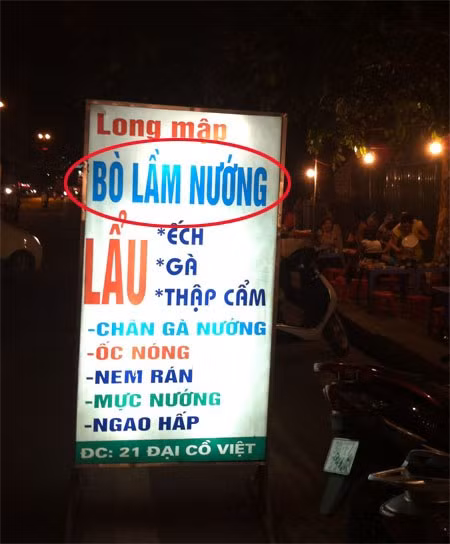 Long mập
BÒ LẦM NƯỚNG
LẨU
*ẾCH
*GÀ
*THẬP CẨM
-CHÂN GÀ NƯỚNG
-ỐC NÓNG
-NEM RÁN
-MỰC NƯỚNG
-NGAO HẤP
ĐC: 21 ĐẠI CỒ VIỆT